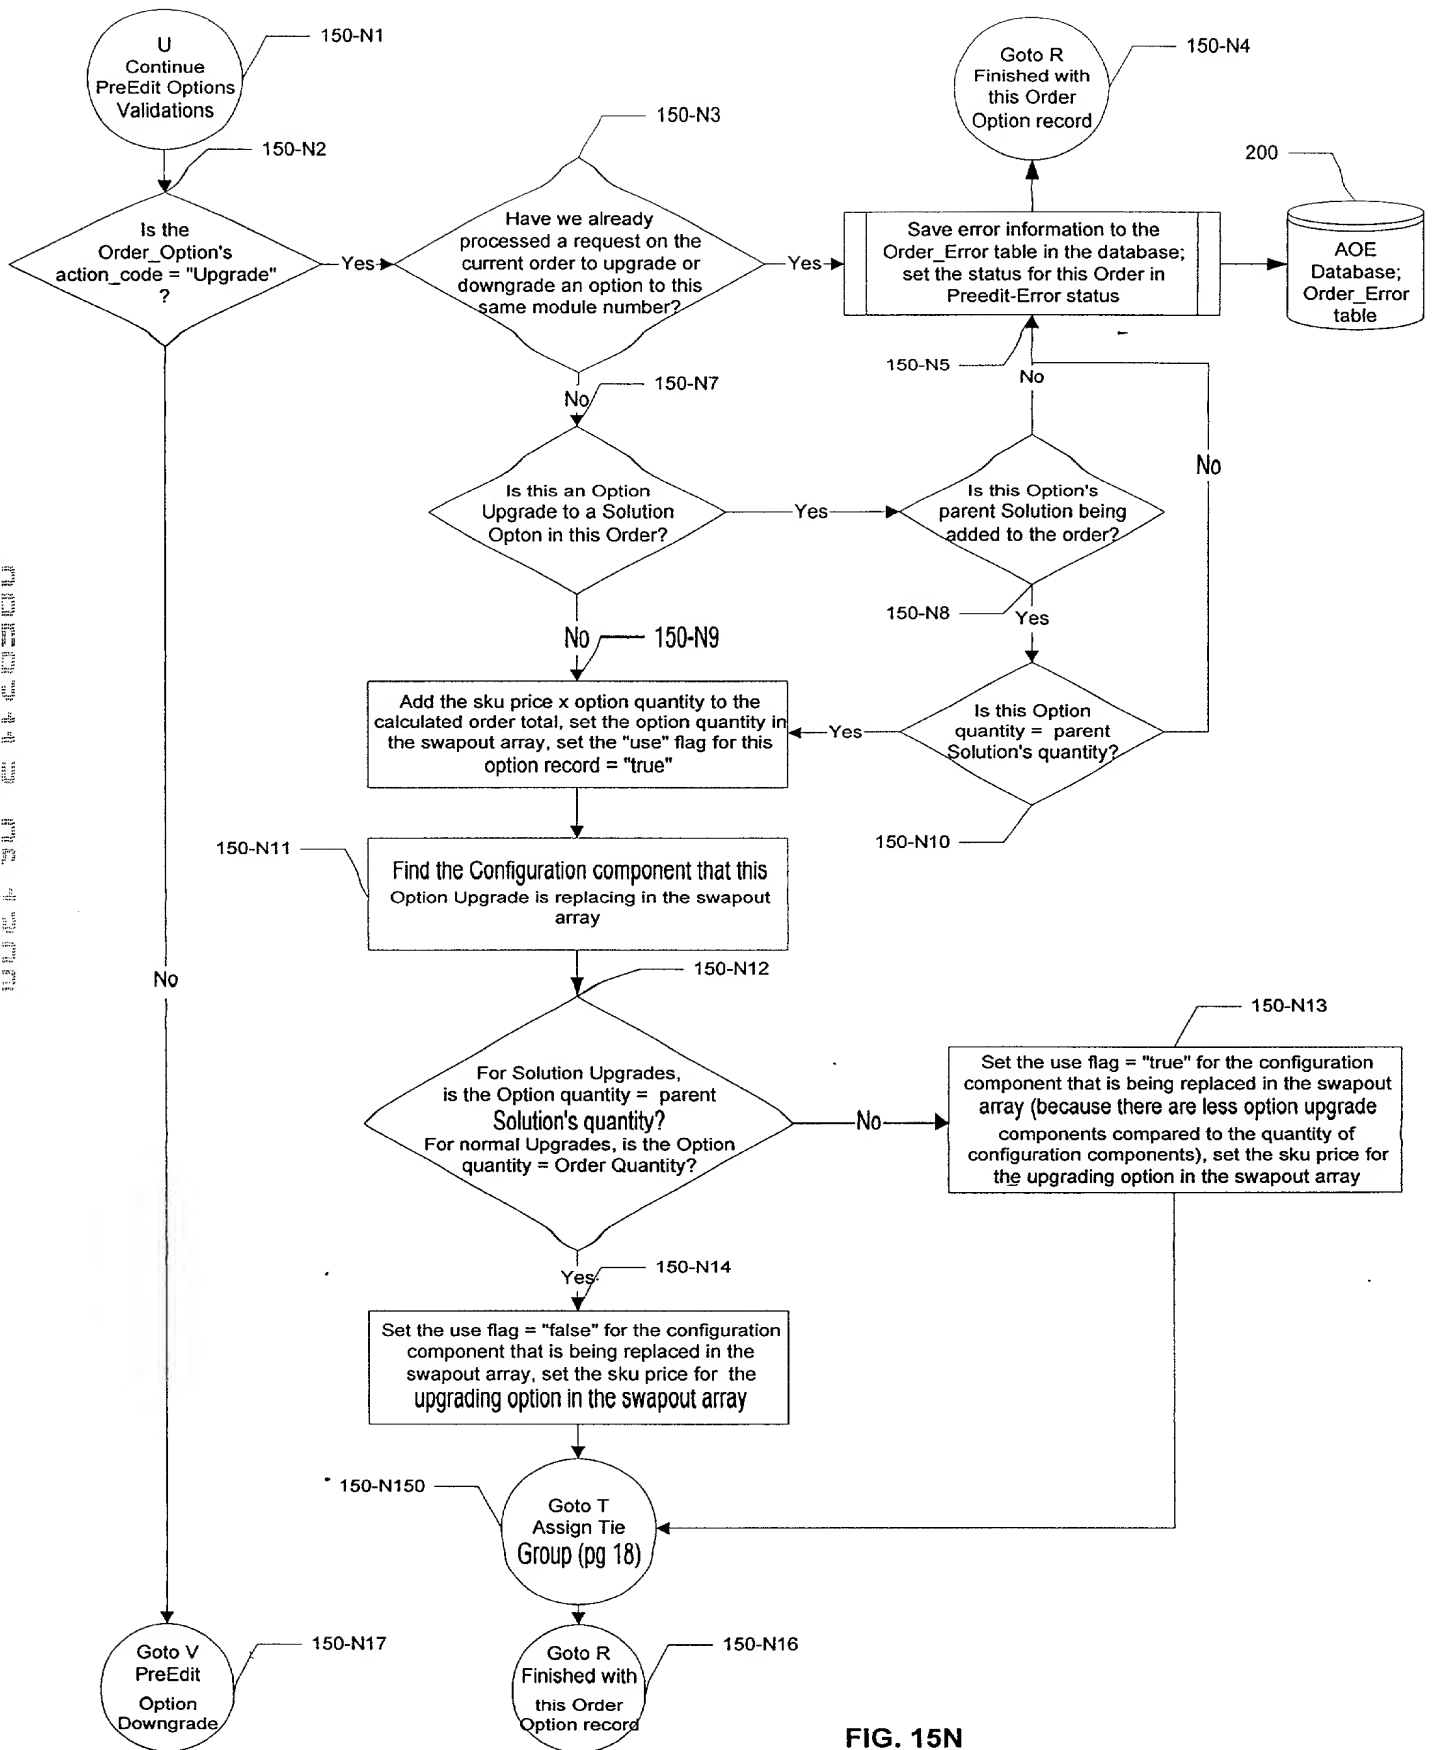 U
Continue
PreEdit Options
Validations
150-N1
150-N2
Is the
Order_Option's
action_code = "Upgrade"
?
Yes
150-N3
Have we already
processed a request on the
current order to upgrade or
downgrade an option to this
same module number?
Yes
Goto R
Finished with
this Order
Option record
150-N4
Save error information to the
Order_Error table in the database;
set the status for this Order in
Preedit-Error status
200
AOE
Database;
Order_Error
table
150-N5
No
No
No
150-N7
Is this an Option
Upgrade to a Solution
Opton in this Order?
Yes
Is this Option's
parent Solution being
added to the order?
150-N8
Yes
No
150-N9
Add the sku price x option quantity to the
calculated order total, set the option quantity in
the swapout array, set the "use" flag for this
option record = "true"
Yes
Is this Option
quantity = parent
Solution's quantity?
150-N10
150-N11
Find the Configuration component that this
Option Upgrade is replacing in the swapout
array
No
150-N12
For Solution Upgrades,
is the Option quantity = parent
Solution's quantity?
For normal Upgrades, is the Option
quantity = Order Quantity?
No
150-N13
Set the use flag = "true" for the configuration
component that is being replaced in the swapout
array (because there are less option upgrade
components compared to the quantity of
configuration components), set the sku price for
the upgrading option in the swapout array
Yes
150-N14
Set the use flag = "false" for the configuration
component that is being replaced in the
swapout array, set the sku price for the
upgrading option in the swapout array
150-N150
Goto T
Assign Tie
Group (pg 18)
Goto V
PreEdit
Option
Downgrade
150-N17
Goto R
Finished with
this Order
Option record
150-N16
FIG. 15N